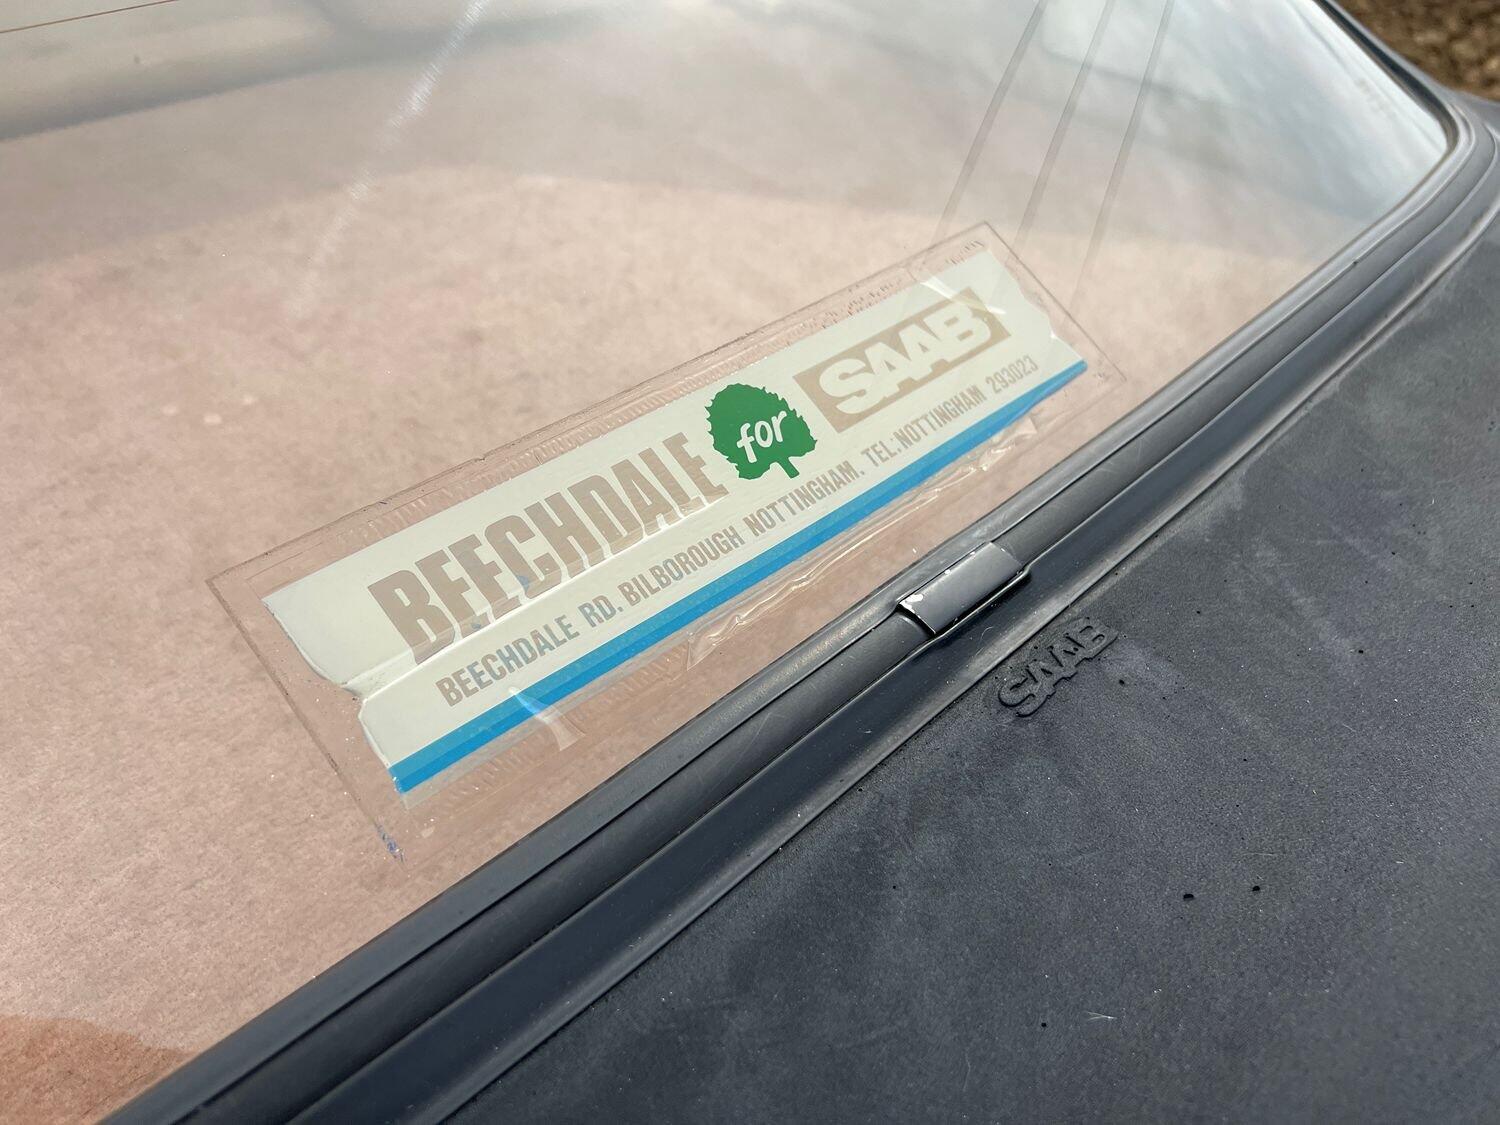 BEECHDALE for SAAB
BEECHDALE RD. BILBOROUGH NOTTINGHAM. TEL:NOTTINGHAM 293023
SAAB